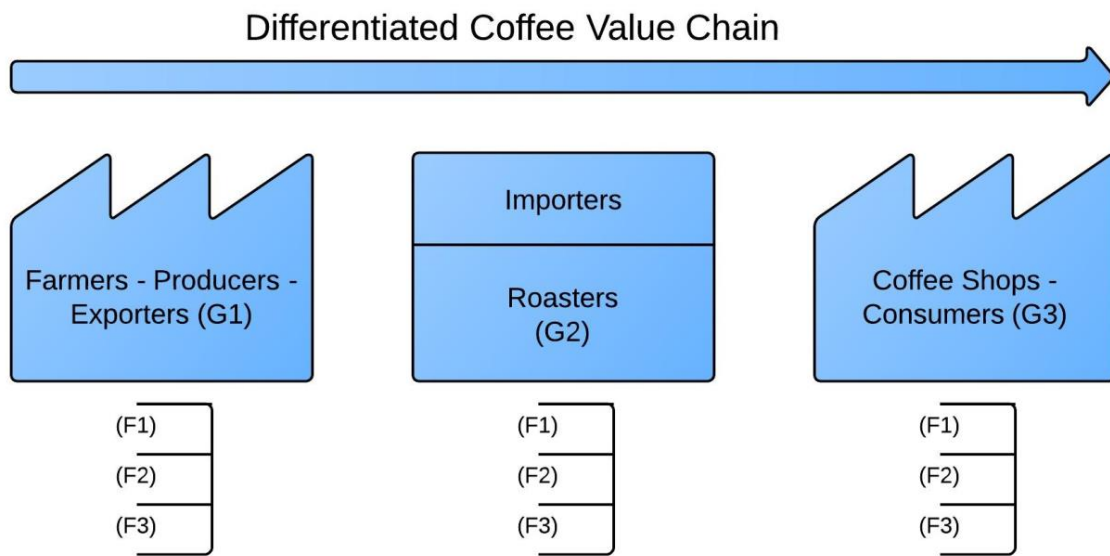 Differentiated Coffee Value Chain
Farmers - Producers -
Exporters (G1)
Importers
Roasters
(G2)
Coffee Shops -
Consumers (G3)
(F1)
(F2)
(F3)
(F1)
(F2)
(F3)
(F1)
(F2)
(F3)